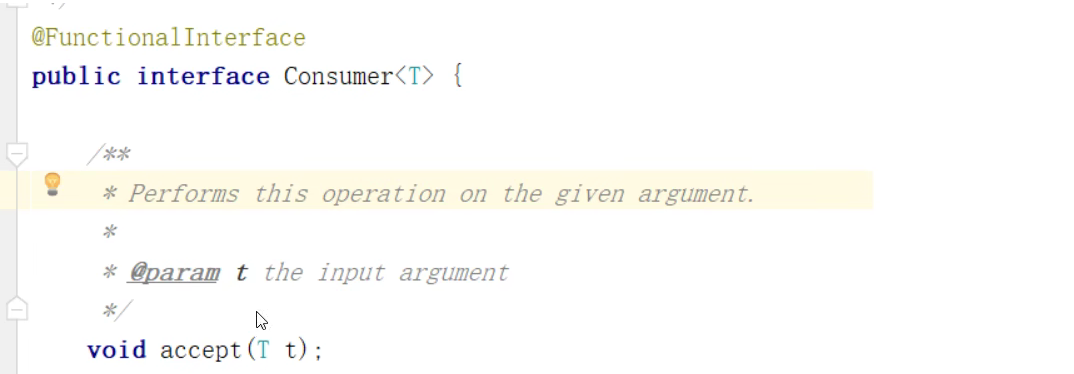 */
@FunctionalInterface
public interface Consumer<T> {
/**
* Performs this operation on the given argument.
*
* @param t the input argument
*/
void accept(T t);